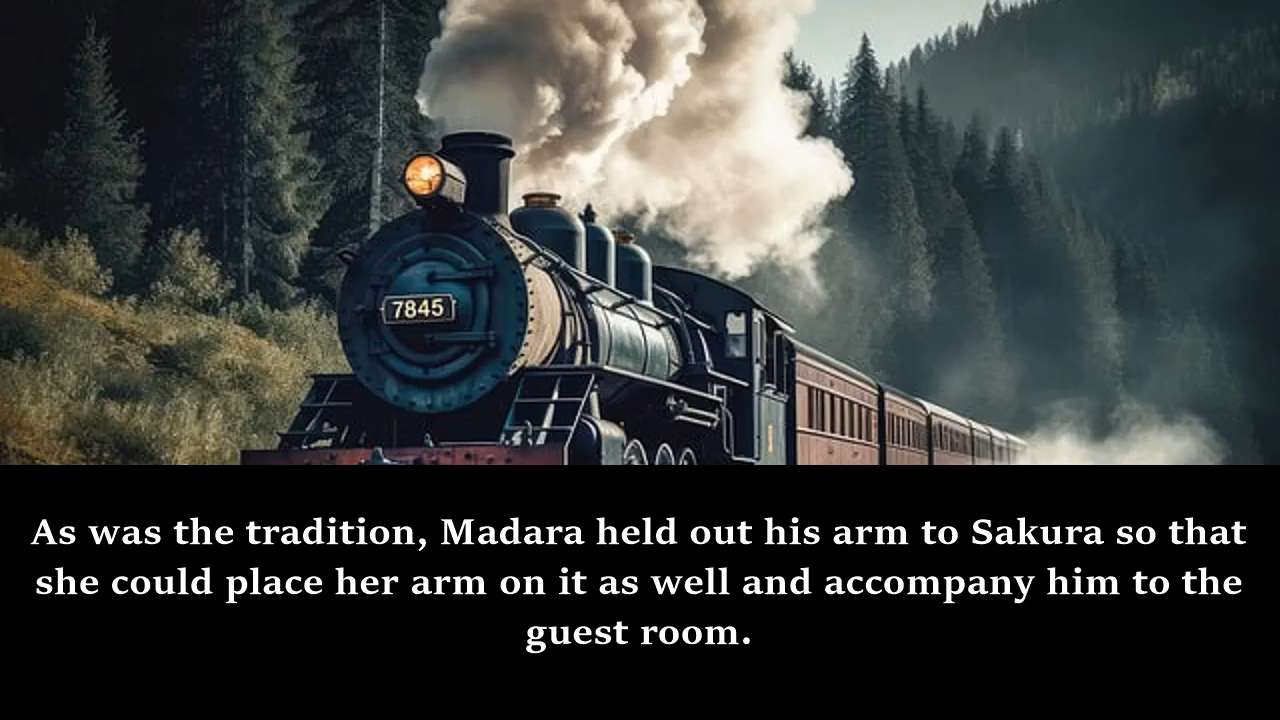 7845
As was the tradition, Madara held out his arm to Sakura so that
she could place her arm on it as well and accompany him to the
guest room.